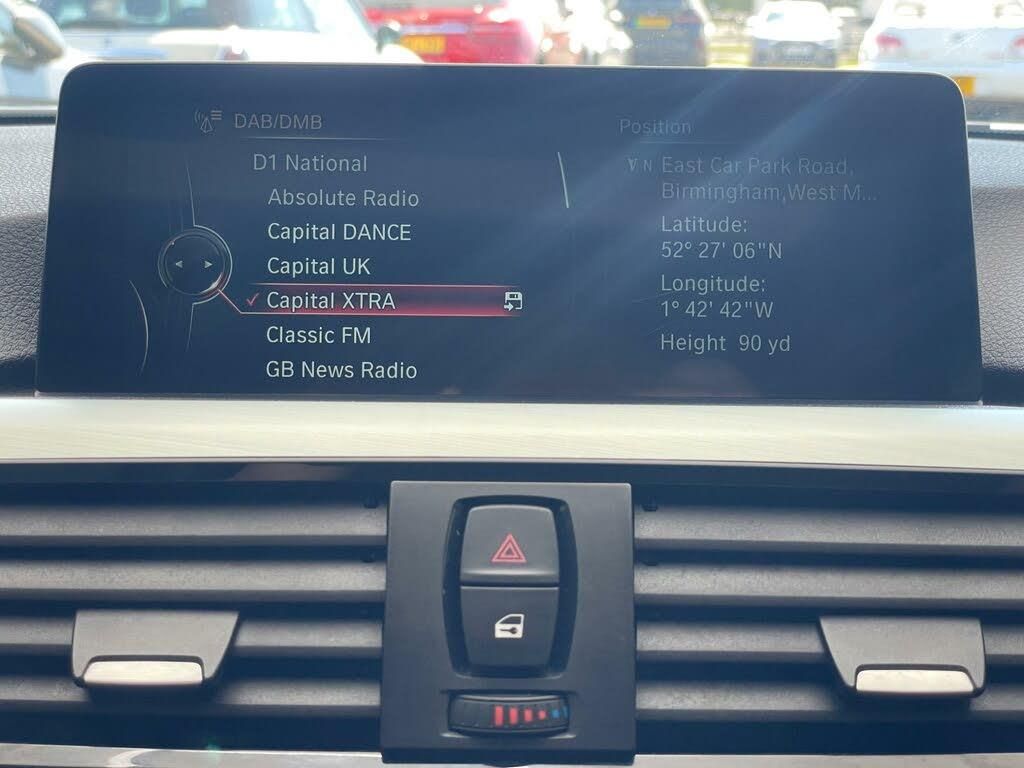 DAB/DMB
D1 National
Absolute Radio
Capital DANCE
Capital UK
Capital XTRA
Classic FM
GB News Radio
Position
N East Car Park Road,
Birmingham,West M...
Latitude:
52° 27' 06"N
Longitude:
1° 42' 42"W
Height 90 yd